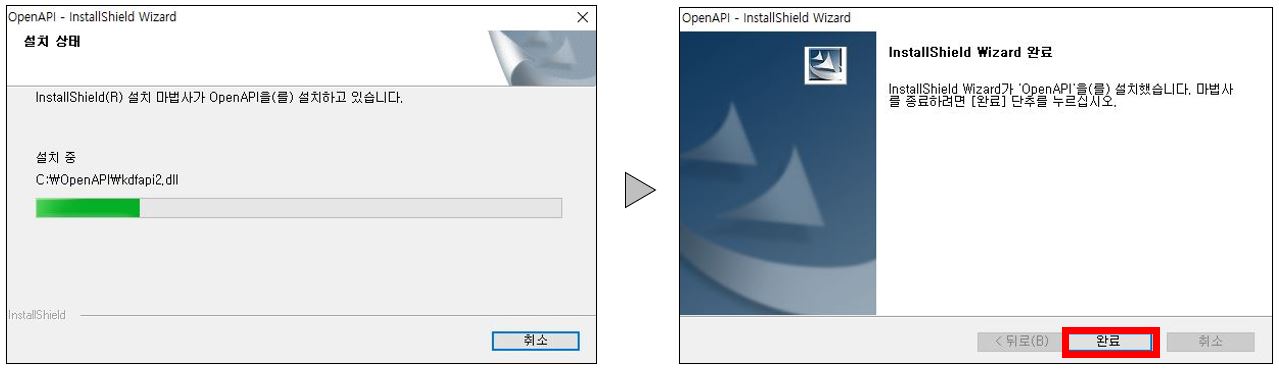 OpenAPI - InstallShield Wizard
설치 상태
InstallShield(R) 설치 마법사가 OpenAPI을(를) 설치하고 있습니다.
설치 중
C:₩OpenAPI₩kdfapi2.dll
InstallShield
취소
OpenAPI - InstallShield Wizard
InstallShield Wizard 완료
InstallShield Wizard가 'OpenAPI'을(를) 설치했습니다. 마법사
를 종료하려면 [완료] 단추를 누르십시오.
< 뒤로(B)
완료
취소